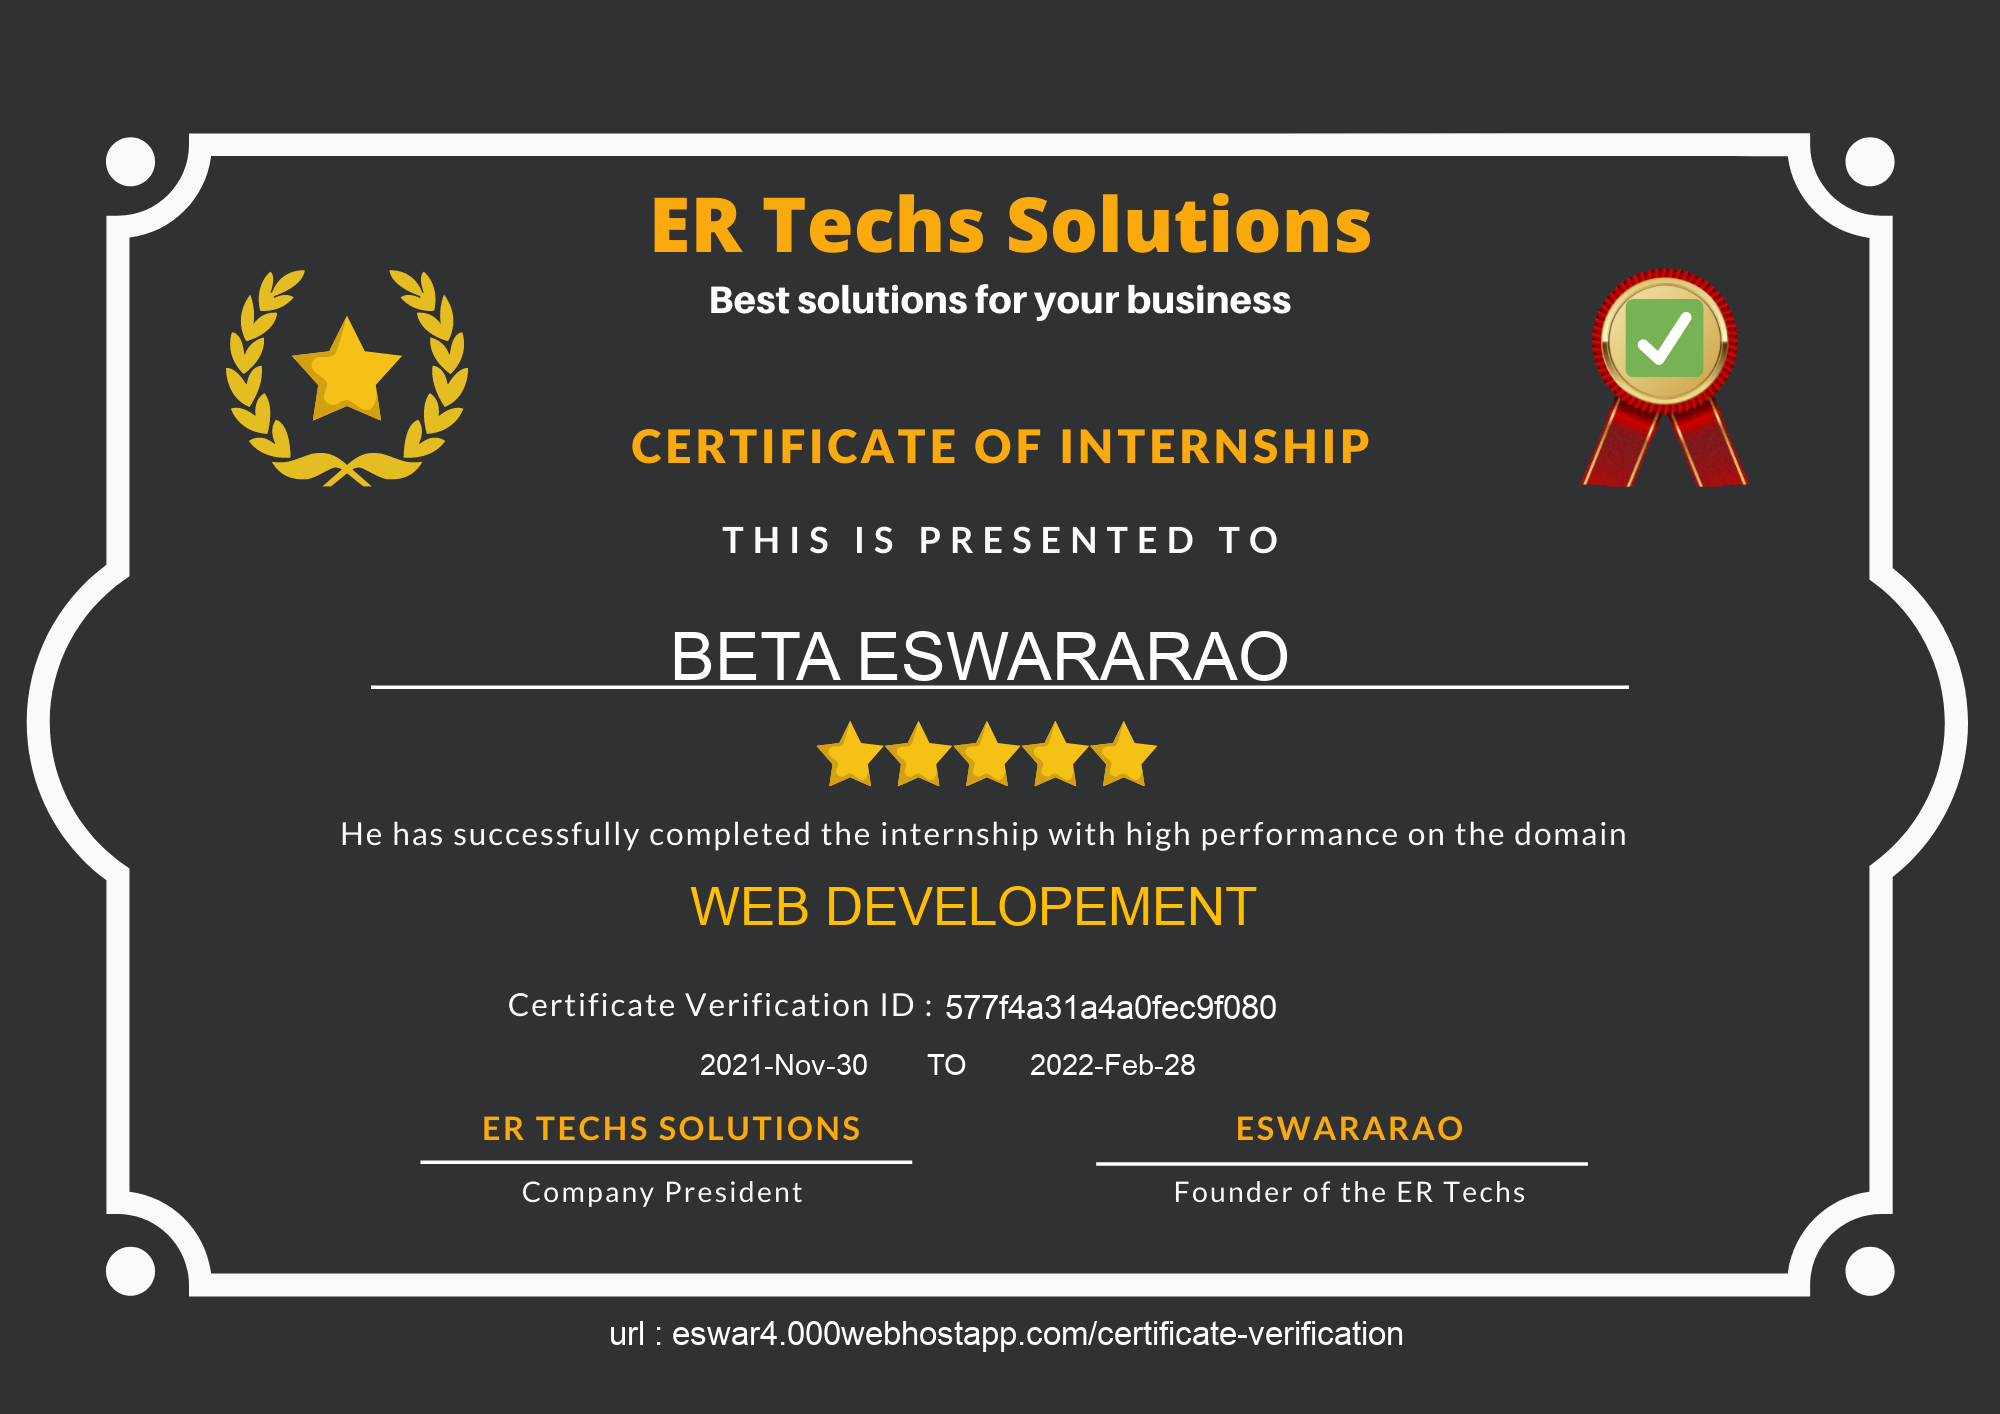 ER Techs Solutions
Best solutions for your business
CERTIFICATE OF INTERNSHIP
THIS IS PRESENTED TO
BETA ESWARARAO
He has successfully completed the internship with high performance on the domain
WEB DEVELOPEMENT
Certificate Verification ID : 577f4a31a4a0fec9f080
2021-Nov-30 TO 2022-Feb-28
ER TECHS SOLUTIONS
Company President
ESWARARAO
Founder of the ER Techs
url : eswar4.000webhostapp.com/certificate-verification